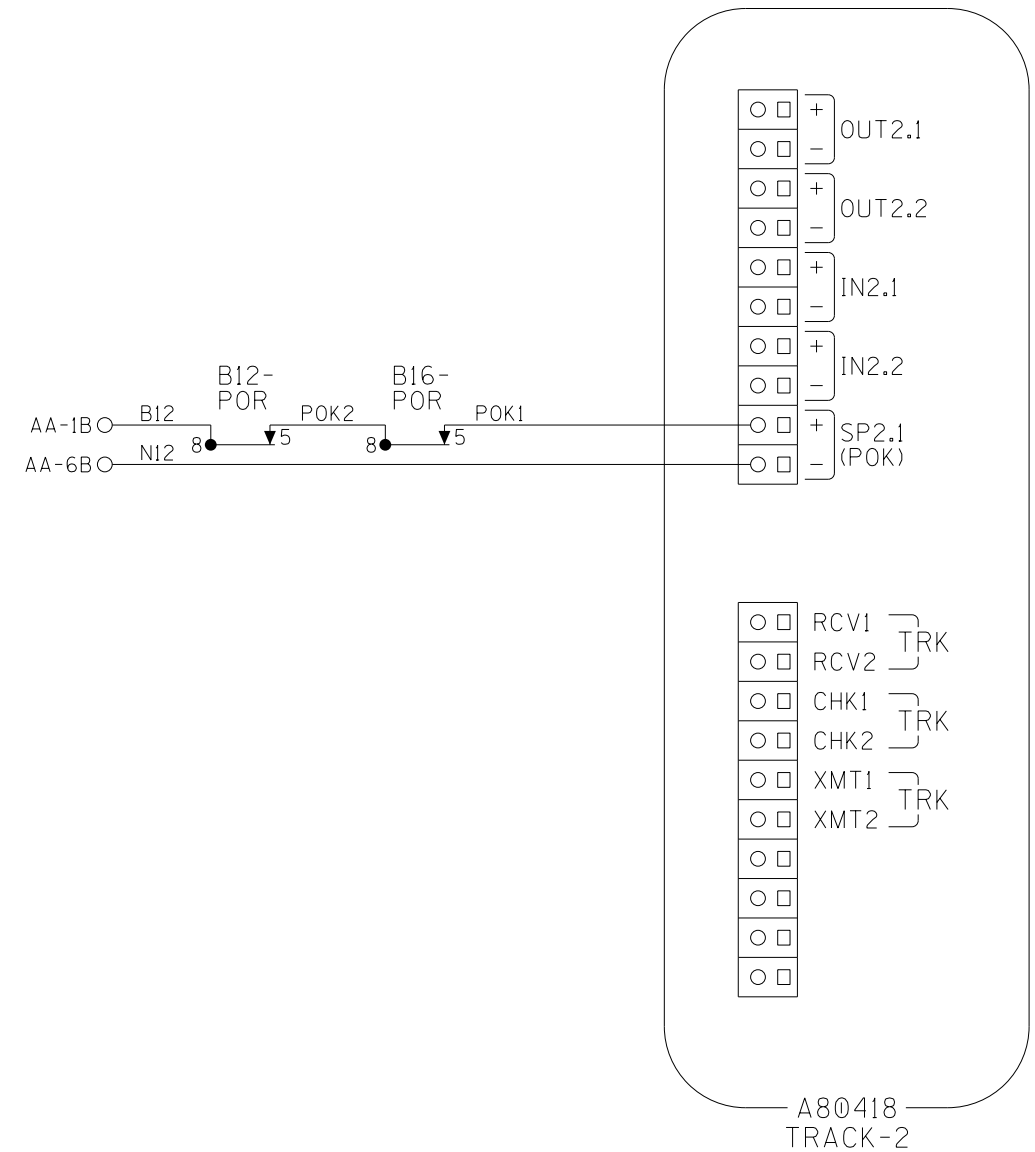 +
OUT2.1
−
+
OUT2.2
−
+
IN2.1
−
+
IN2.2
−
B12-
POR
B16-
POR
AA-1B
B12
8
5
POK2
8
5
POK1
+
SP2.1
(POK)
−
AA-6B
N12
RCV1
TRK
RCV2
CHK1
TRK
CHK2
XMT1
TRK
XMT2
A80418
TRACK-2